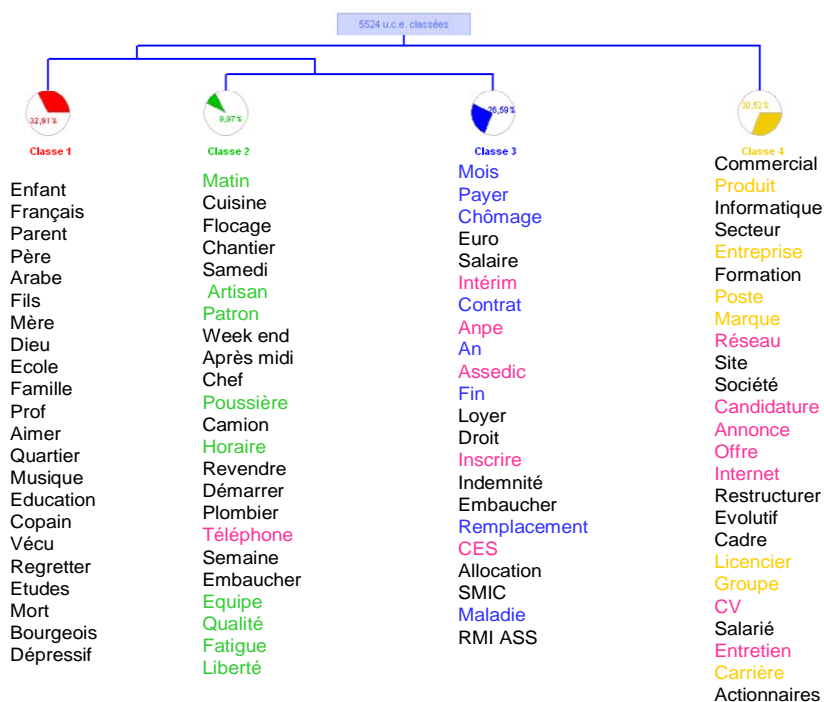 5524 u.c.e. classées
32,91%
Classe 1
Enfant
Français
Parent
Père
Arabe
Fils
Mère
Dieu
Ecole
Famille
Prof
Aimer
Quartier
Musique
Education
Copain
Vécu
Regretter
Etudes
Mort
Bourgeois
Dépressif
9,97%
Classe 2
Matin
Cuisine
Flocage
Chantier
Samedi
Artisan
Patron
Week end
Après midi
Chef
Poussière
Camion
Horaire
Revendre
Démarrer
Plombier
Téléphone
Semaine
Embaucher
Equipe
Qualité
Fatigue
Liberté
26,59%
Classe 3
Mois
Payer
Chômage
Euro
Salaire
Intérim
Contrat
Anpe
An
Assedic
Fin
Loyer
Droit
Inscrire
Indemnité
Embaucher
Remplacement
CES
Allocation
SMIC
Maladie
RMI ASS
30,52%
Classe 4
Commercial
Produit
Informatique
Secteur
Entreprise
Formation
Poste
Marque
Réseau
Site
Société
Candidature
Annonce
Offre
Internet
Restructurer
Evolutif
Cadre
Licencier
Groupe
CV
Salarié
Entretien
Carrière
Actionnaires